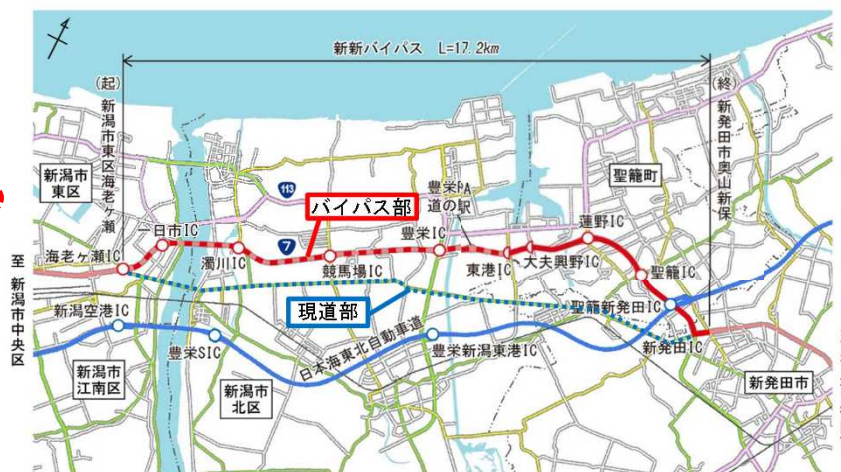 新新バイパス L=17.2km
(起) 新潟市東区海老ヶ瀬
(終) 新発田市奥山新保
新潟市
東区
113
バイパス部
豊栄PA
道の駅
聖籠町
蓮野IC
一日市IC
海老ヶ瀬IC
濁川IC
7
競馬場IC
豊栄IC
東港IC
大夫興野IC
聖籠IC
至 新潟市中央区
新潟空港IC
現道部
聖籠新発田IC
新発田IC
豊栄SIC
日本海東北自動車道
豊栄新潟東港IC
新潟市
江南区
新潟市
北区
新発田市